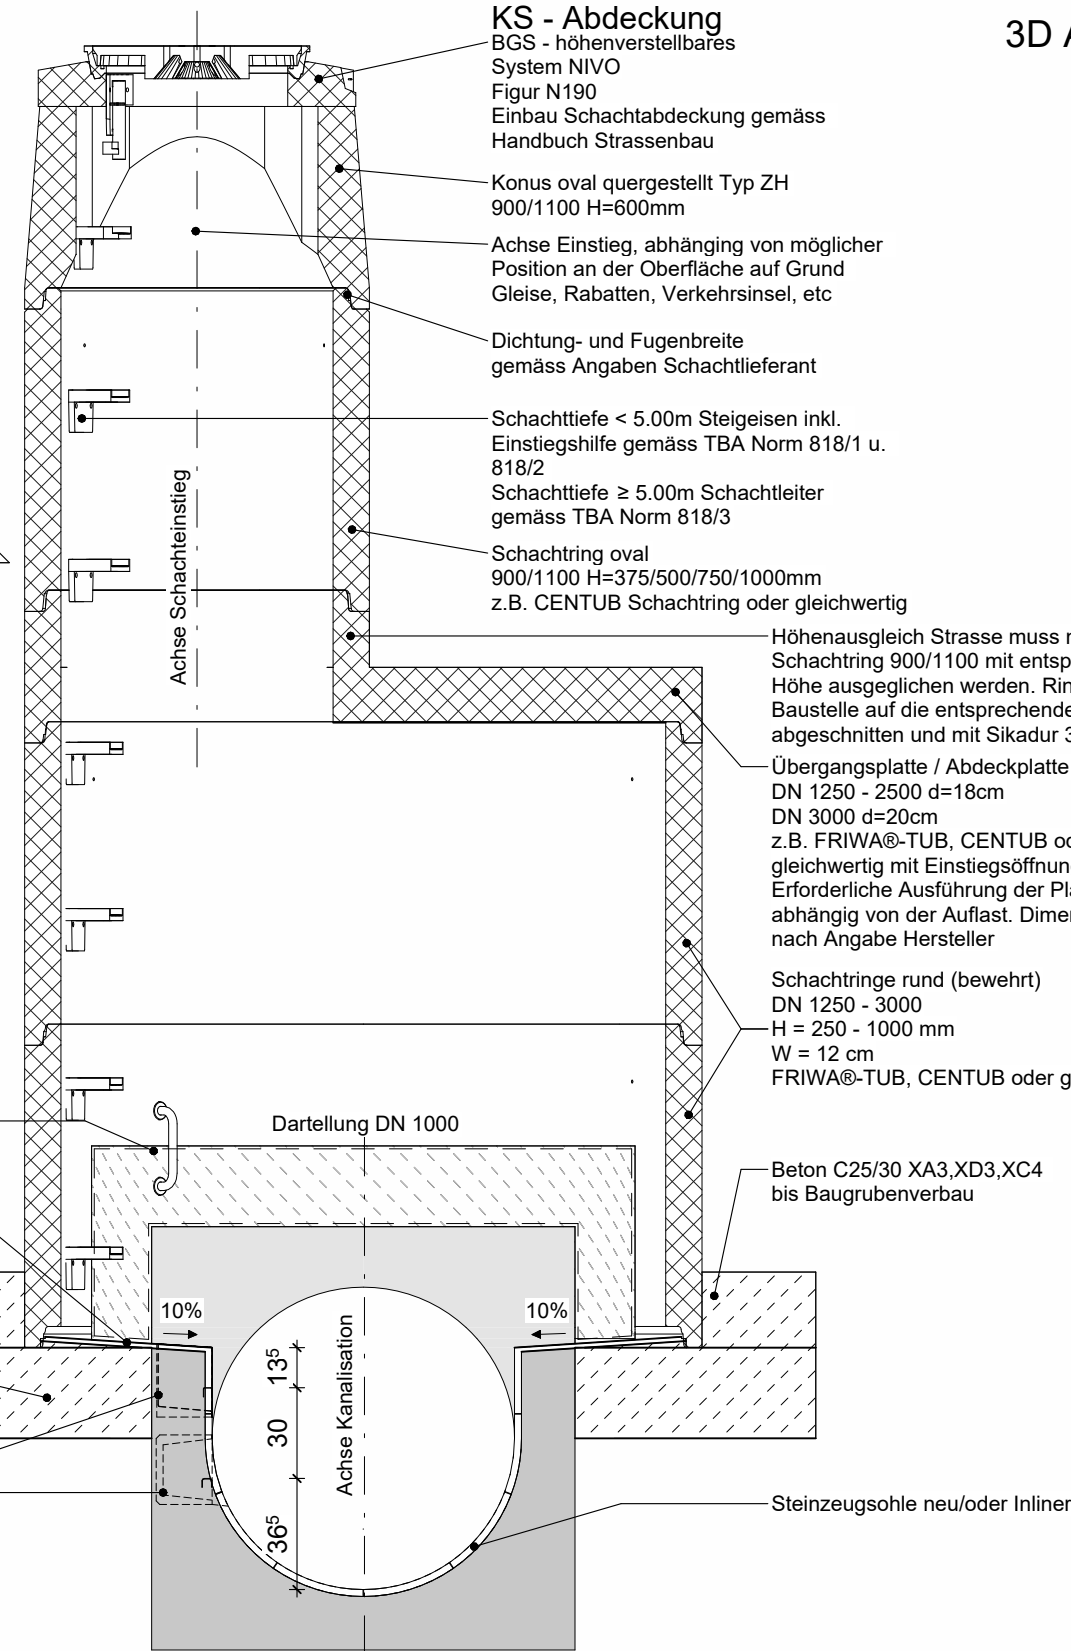 KS - Abdeckung
BGS - höhenverstellbares
System NIVO
Figur N190
Einbau Schachtabdeckung gemäss
Handbuch Strassenbau
3D
Konus oval quergestellt Typ ZH
900/1100 H=600mm
Achse Einstieg, abhänging von möglicher
Position an der Oberfläche auf Grund
Gleise, Rabatten, Verkehrsinsel, etc
Dichtung- und Fugenbreite
gemäss Angaben Schachtlieferant
Schachttiefe < 5.00m Steigeisen inkl.
Einstiegshilfe gemäss TBA Norm 818/1 u.
818/2
Schachttiefe ≥ 5.00m Schachtleiter
gemäss TBA Norm 818/3
Schachtring oval
900/1100 H=375/500/750/1000mm
z.B. CENTUB Schachtring oder gleichwertig
Achse Schachteinstieg
Höhenausgleich Strasse muss
Schachtring 900/1100 mit
Höhe ausgeglichen werden.
Baustelle auf die
abgeschnitten und mit Sikadur
Übergangsplatte / Abdeckplatte
DN 1250 - 2500 d=18cm
DN 3000 d=20cm
z.B. FRIWA®-TUB, CENTUB
gleichwertig mit
Erforderliche Ausführung der
abhängig von der Auflast.
nach Angabe Hersteller
Schachtringe rund (bewehrt)
DN 1250 - 3000
H = 250 - 1000 mm
W = 12 cm
FRIWA®-TUB, CENTUB oder
Dartellung DN 1000
Beton C25/30 XA3,XD3,XC4
bis Baugrubenverbau
10%
10%
13⁵
30
36⁵
Achse Kanalisation
Steinzeugsohle neu/oder Inliner